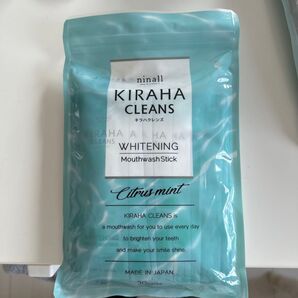 ninall
KIRAHA
CLEANS
キラハクレンズ
WHITENING
Mouthwash Stick
Citrus mint
KIRAHA CLEANS is
a mouthwash for you to use every day
to brighten your teeth
and make your smile shine.
MADE IN JAPAN